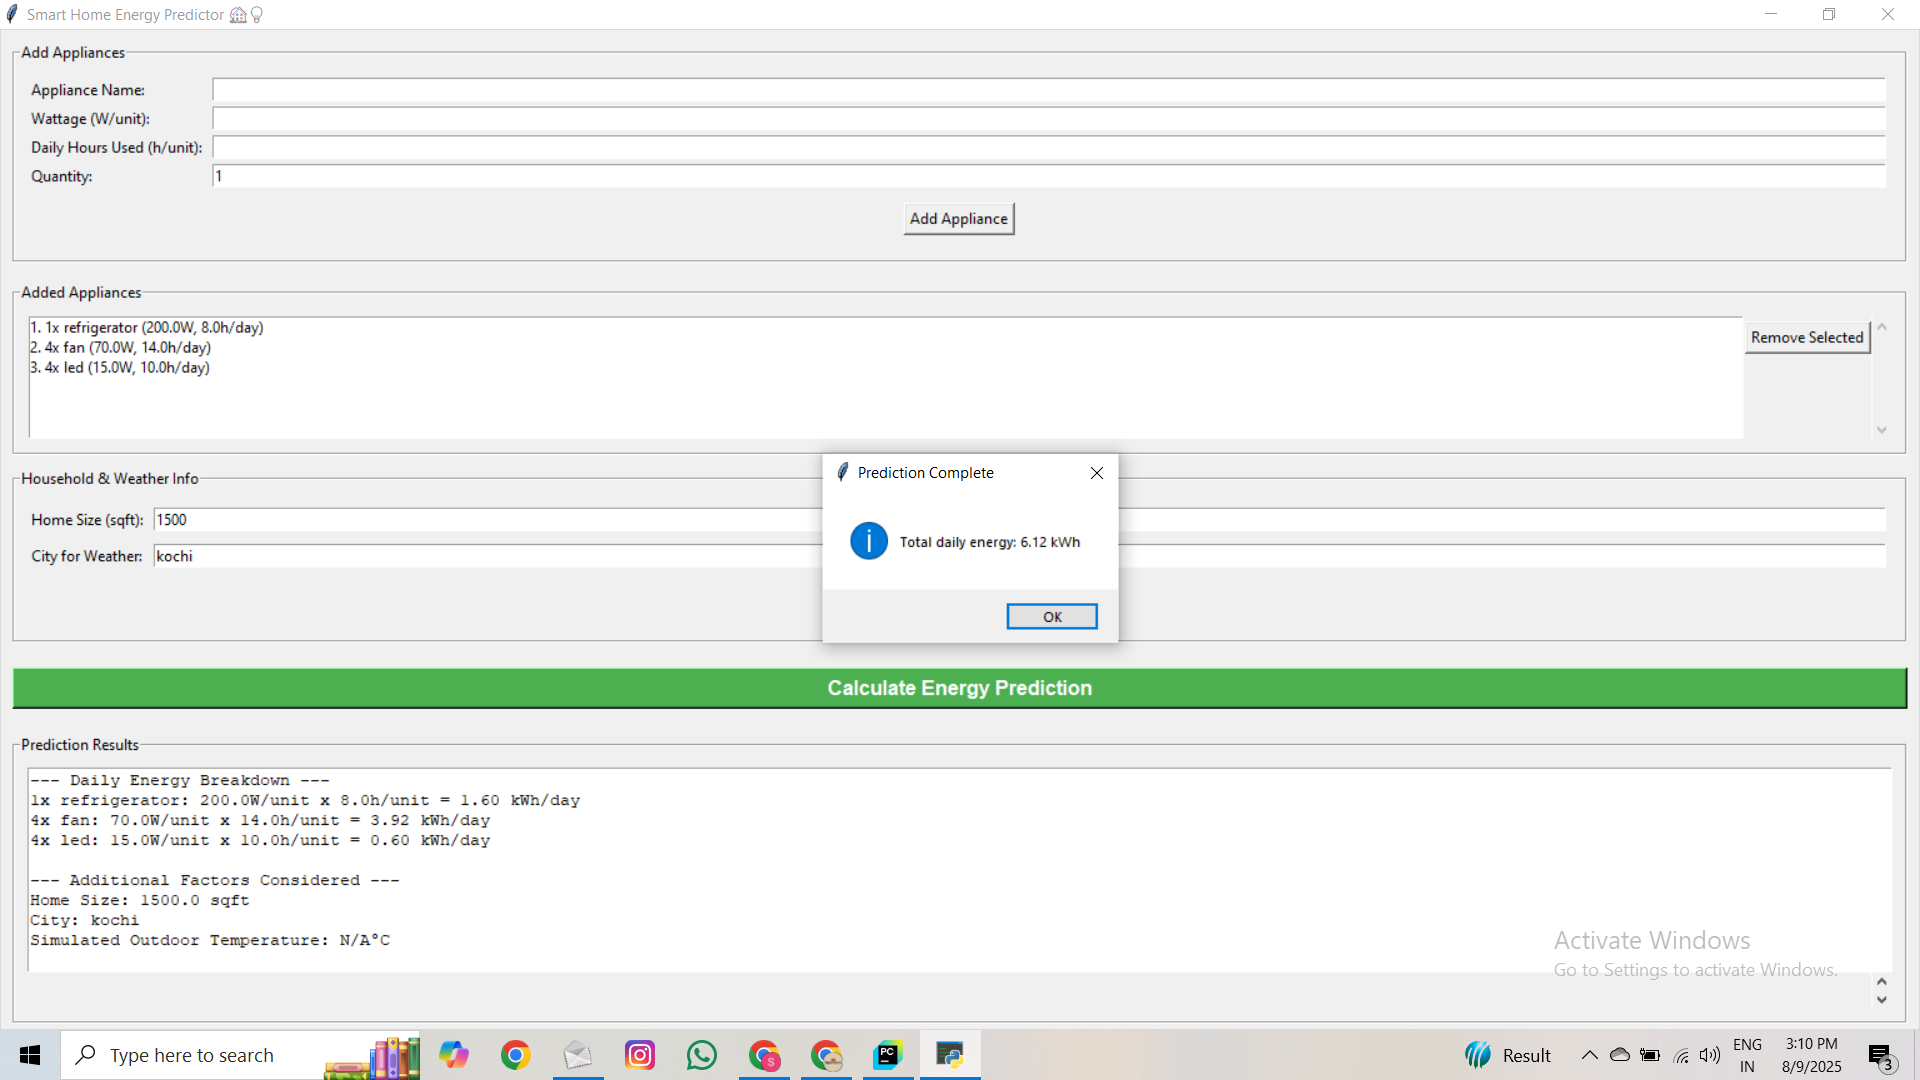 Smart Home Energy Predictor 🏠💡
Add Appliances
Appliance Name:
Wattage (W/unit):
Daily Hours Used (h/unit):
Quantity: 1
Add Appliance
Added Appliances
1. 1x refrigerator (200.0W, 8.0h/day)
2. 4x fan (70.0W, 14.0h/day)
3. 4x led (15.0W, 10.0h/day)
Remove Selected
Household & Weather Info
Home Size (sqft): 1500
City for Weather: kochi
Prediction Complete
i
Total daily energy: 6.12 kWh
OK
Calculate Energy Prediction
Prediction Results
--- Daily Energy Breakdown ---
1x refrigerator: 200.0W/unit x 8.0h/unit = 1.60 kWh/day
4x fan: 70.0W/unit x 14.0h/unit = 3.92 kWh/day
4x led: 15.0W/unit x 10.0h/unit = 0.60 kWh/day
--- Additional Factors Considered ---
Home Size: 1500.0 sqft
City: kochi
Simulated Outdoor Temperature: N/A°C
Activate Windows
Go to Settings to activate Windows.
Type here to search
S
PC
Result
ENG
IN
3:10 PM
8/9/2025
3